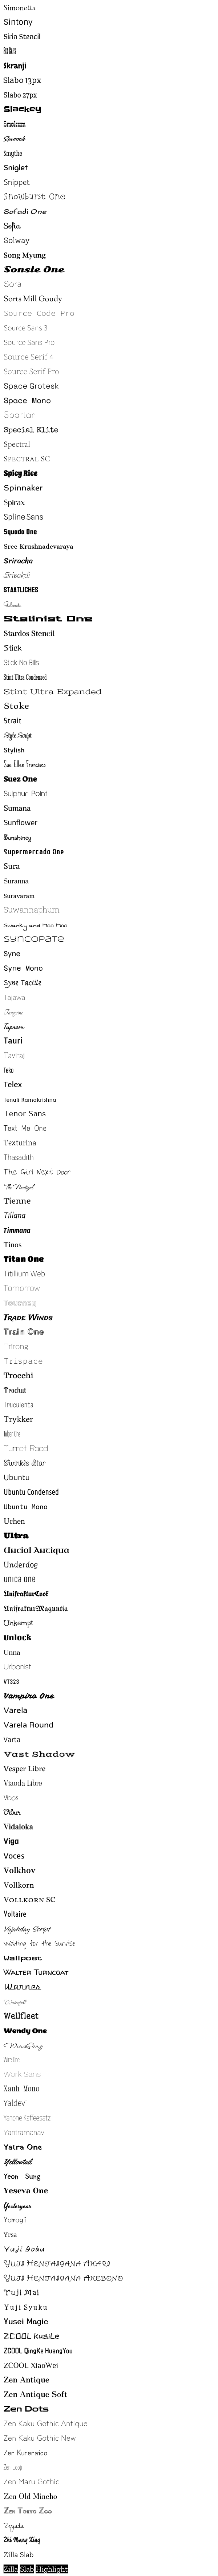 Simonetta
Sintony
Sirin Stencil
Six Caps
Skranji
Slabo 13px
Slabo 27px
Slackey
Smokum
Smooch
Smythe
Sniglet
Snippet
Snowburst One
Sofadi One
Sofia
Solway
Song Myung
Sonsie One
Sora
Sorts Mill Goudy
Source Code Pro
Source Sans 3
Source Sans Pro
Source Serif 4
Source Serif Pro
Space Grotesk
Space Mono
Spartan
Special Elite
Spectral
Spectral SC
Spicy Rice
Spinnaker
Spirax
Spline Sans
Squada One
Sree Krushnadevaraya
Sriracha
Srisakdi
Staatliches
Stalemate
Stalinist One
Stardos Stencil
Stick
Stick No Bills
Stint Ultra Condensed
Stint Ultra Expanded
Stoke
Strait
Style Script
Stylish
Sue Ellen Francisco
Suez One
Sulphur Point
Sumana
Sunflower
Sunshiney
Supermercado One
Sura
Suranna
Suravaram
Suwannaphum
Swanky and Moo Moo
Syncopate
Syne
Syne Mono
Syne Tactile
Tajawal
Tangerine
Taprom
Tauri
Taviraj
Teko
Telex
Tenali Ramakrishna
Tenor Sans
Text Me One
Texturina
Thasadith
The Girl Next Door
The Nautigal
Tienne
Tillana
Timmana
Tinos
Titan One
Titillium Web
Tomorrow
Tourney
Trade Winds
Train One
Trirong
Trispace
Trocchi
Trochut
Truculenta
Trykker
Tulpen One
Turret Road
Twinkle Star
Ubuntu
Ubuntu Condensed
Ubuntu Mono
Uchen
Ultra
Uncial Antiqua
Underdog
Unica One
UnifrakturCook
UnifrakturMaguntia
Unkempt
Unlock
Unna
Urbanist
VT323
Vampiro One
Varela
Varela Round
Varta
Vast Shadow
Vesper Libre
Viaoda Libre
Vibes
Vibur
Vidaloka
Viga
Voces
Volkhov
Vollkorn
Vollkorn SC
Voltaire
Vujahday Script
Waiting for the Sunrise
Wallpoet
Walter Turncoat
Warnes
Waterfall
Wellfleet
Wendy One
WindSong
Wire One
Work Sans
Xanh Mono
Yaldevi
Yanone Kaffeesatz
Yantramanav
Yatra One
Yellowtail
Yeon Sung
Yeseva One
Yesteryear
Yomogi
Yrsa
Yuji Boku
Yuji Hentaigana Akari
Yuji Hentaigana Akebono
Yuji Mai
Yuji Syuku
Yusei Magic
ZCOOL KuaiLe
ZCOOL QingKe HuangYou
ZCOOL XiaoWei
Zen Antique
Zen Antique Soft
Zen Dots
Zen Kaku Gothic Antique
Zen Kaku Gothic New
Zen Kurenaido
Zen Loop
Zen Maru Gothic
Zen Old Mincho
Zen Tokyo Zoo
Zeyada
Zhi Mang Xing
Zilla Slab
Zilla Slab Highlight